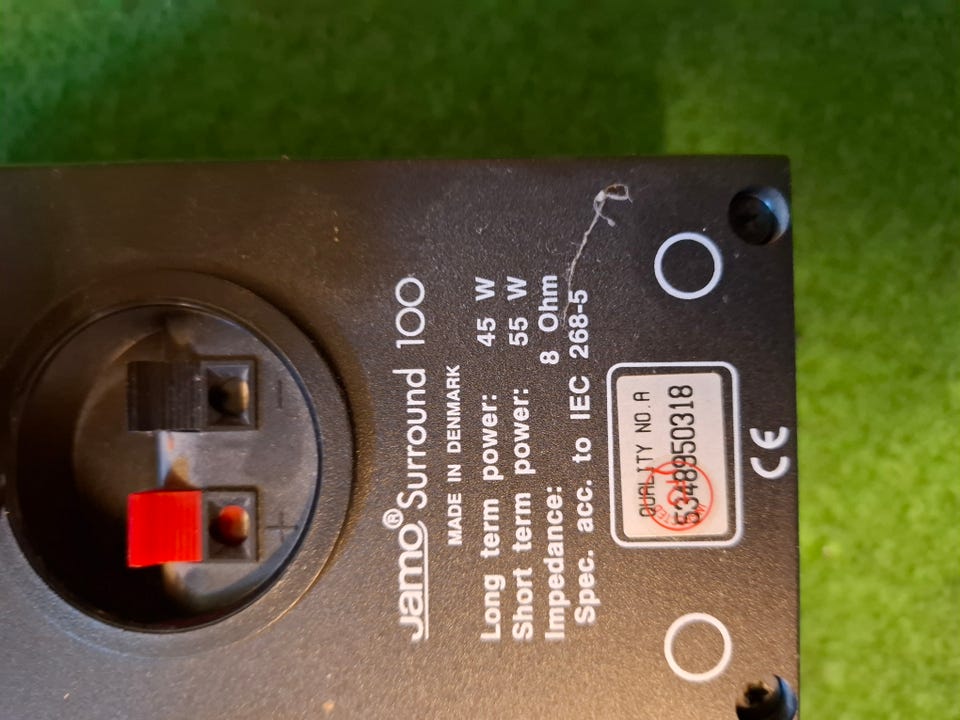 Jamo® Surround 100
MADE IN DENMARK
Long term power: 45 W
Short term power: 55 W
Impedance: 8 Ohm
Spec. acc. to IEC 268-5
QUALITY NO. A
5348950318
CE
- +